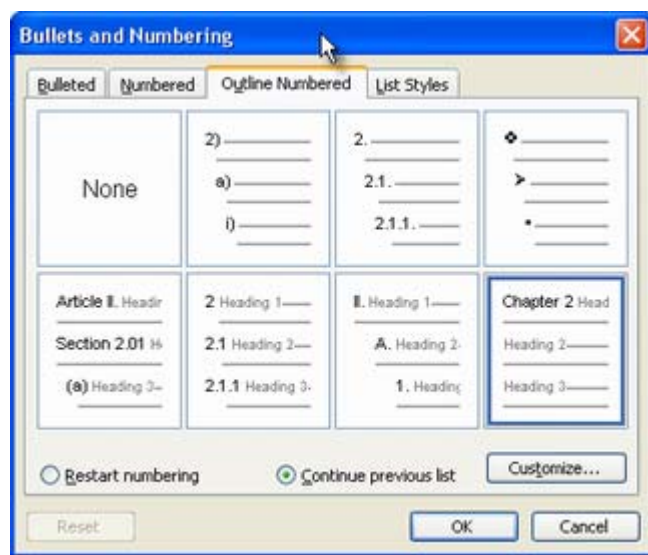 Bullets and Numbering
Bulleted Numbered Outline Numbered List Styles
None
2)
a)
i)
2.
2.1.
2.1.1.
Article II. Headir
Section 2.01 H
(a) Heading 3
2 Heading 1
2.1 Heading 2
2.1.1 Heading 3
II. Heading 1
A. Heading 2
1. Heading
Chapter 2 Head
Heading 2
Heading 3
Restart numbering Continue previous list Customize...
Reset OK Cancel